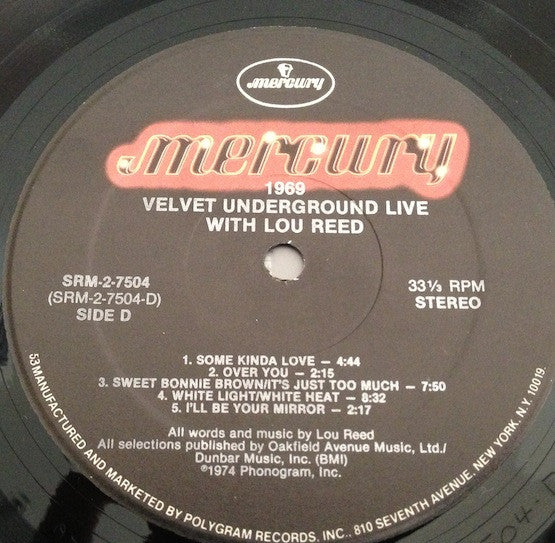 mercury
mercury
1969
VELVET UNDERGROUND LIVE
WITH LOU REED
SRM-2-7504
(SRM-2-7504-D)
SIDE D
33⅓ RPM
STEREO
1. SOME KINDA LOVE — 4:44
2. OVER YOU — 2:15
3. SWEET BONNIE BROWN/IT'S JUST TOO MUCH — 7:50
4. WHITE LIGHT/WHITE HEAT — 8:32
5. I'LL BE YOUR MIRROR — 2:17
All words and music by Lou Reed
All selections published by Oakfield Avenue Music, Ltd./
Dunbar Music, Inc. (BMI)
℗1974 Phonogram, Inc.
53 MANUFACTURED AND MARKETED BY POLYGRAM RECORDS, INC., 810 SEVENTH AVENUE, NEW YORK, N.Y. 10019.